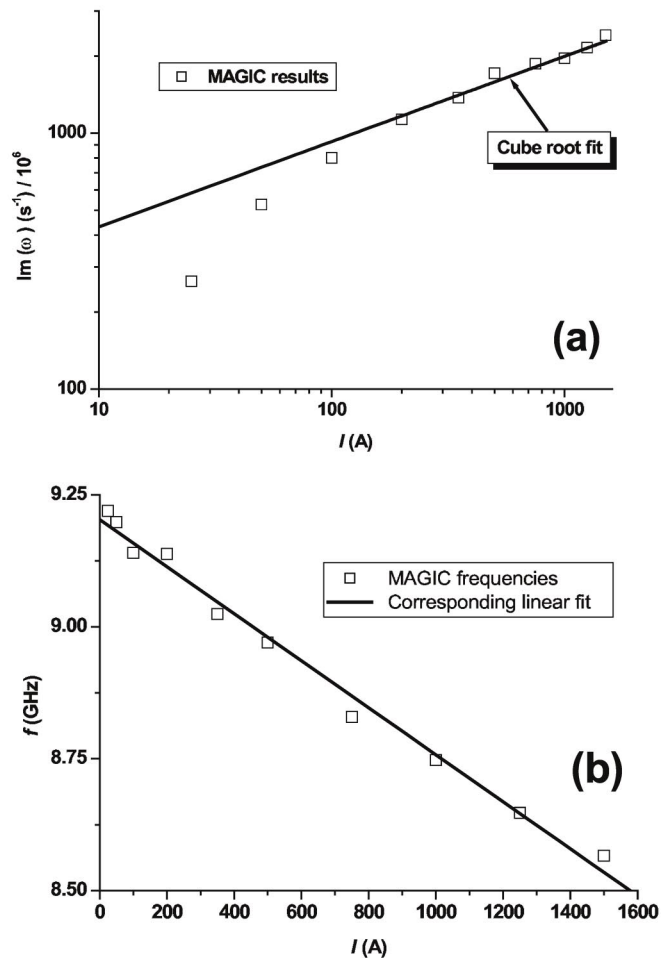 MAGIC results
Cube root fit
1000
100
Im (ω) (s⁻¹) / 10⁶
(a)
10
100
1000
I (A)
9.25
9.00
8.75
8.50
f (GHz)
MAGIC frequencies
Corresponding linear fit
(b)
0
200
400
600
800
1000
1200
1400
1600
I (A)